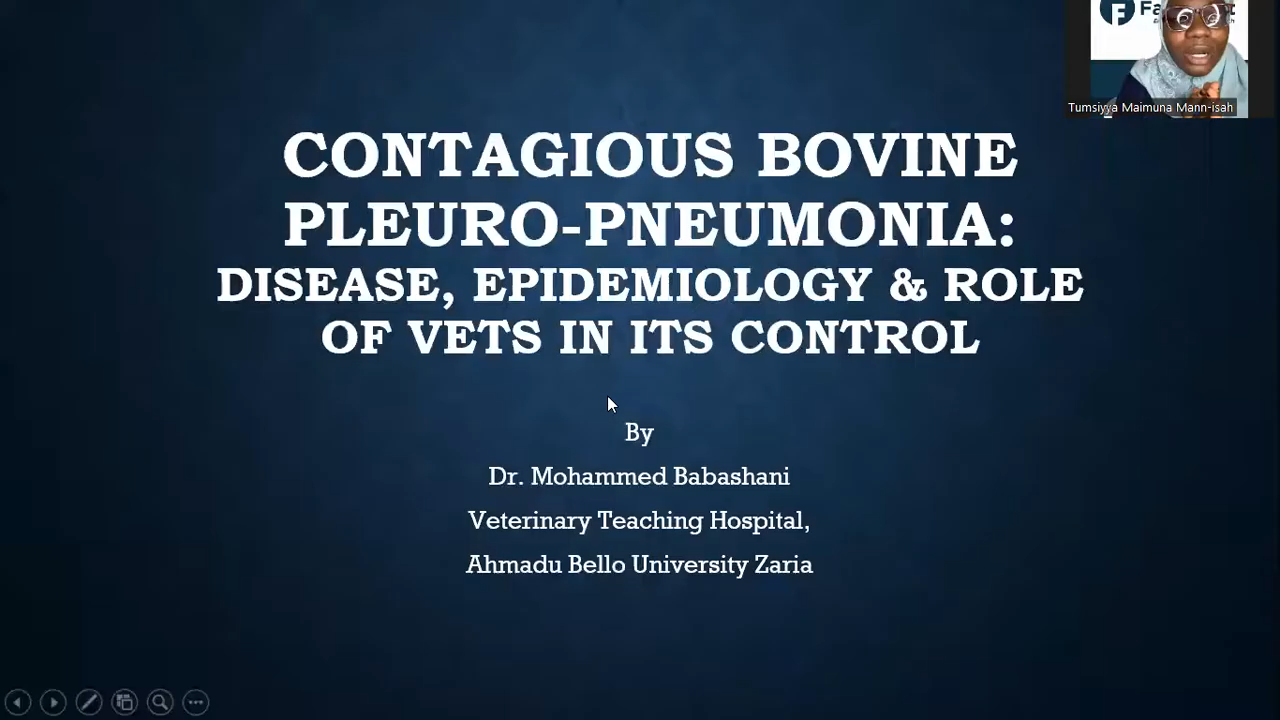 CONTAGIOUS BOVINE
PLEURO-PNEUMONIA:
DISEASE, EPIDEMIOLOGY & ROLE
OF VETS IN ITS CONTROL
By
Dr. Mohammed Babashani
Veterinary Teaching Hospital,
Ahmadu Bello University Zaria
Tumsiyya Maimuna Mann-isah